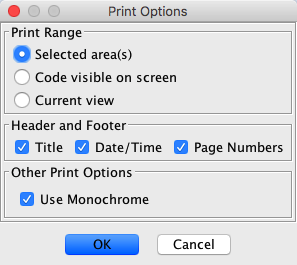 Print Options
Print Range
Selected area(s)
Code visible on screen
Current view
Header and Footer
Title Date/Time Page Numbers
Other Print Options
Use Monochrome
OK Cancel